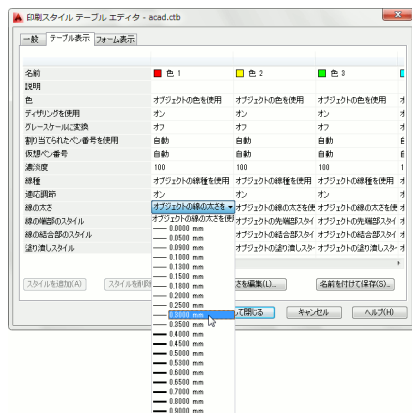 印刷スタイル テーブル エディタ - acad.ctb
一般 テーブル表示 フォーム表示
名前 色 1 色 2 色 3
説明
色 オブジェクトの色を使用 オブジェクトの色を使用 オブジェクトの色を使用
ディザリングを使用 オン オン オン
グレースケールに変換 オフ オフ オフ
割り当てられたペン番号を使用 自動 自動 自動
仮想ペン番号 自動 自動 自動
濃淡度 100 100 100 1
線種 オブジェクトの線種を使用 オブジェクトの線種を使用 オブジェクトの線種を使用
適応調節 オン オン オン
線の太さ オブジェクトの線の太さを オブジェクトの線の太さを使 オブジェクトの線の太さを使
線の端部のスタイル オブジェクトの線の太さを使 オブジェクトの先端部スタイ オブジェクトの先端部スタイ
線の結合部のスタイル 0.0000 mm オブジェクトの結合部スタイ オブジェクトの結合部スタイ
塗り潰しスタイル 0.0500 mm オブジェクトの塗り潰しスタ オブジェクトの塗り潰しスタ
0.0900 mm
0.1000 mm
0.1300 mm
スタイルを追加(A) スタイルを削除 0.1500 mm さを編集(L)... 名前を付けて保存(S)...
0.1800 mm
0.2000 mm
0.2500 mm
0.3000 mm て閉じる キャンセル ヘルプ(H)
0.3500 mm
0.4000 mm
0.4500 mm
0.5000 mm
0.5300 mm
0.6000 mm
0.6500 mm
0.7000 mm
0.8000 mm
0.9000 mm